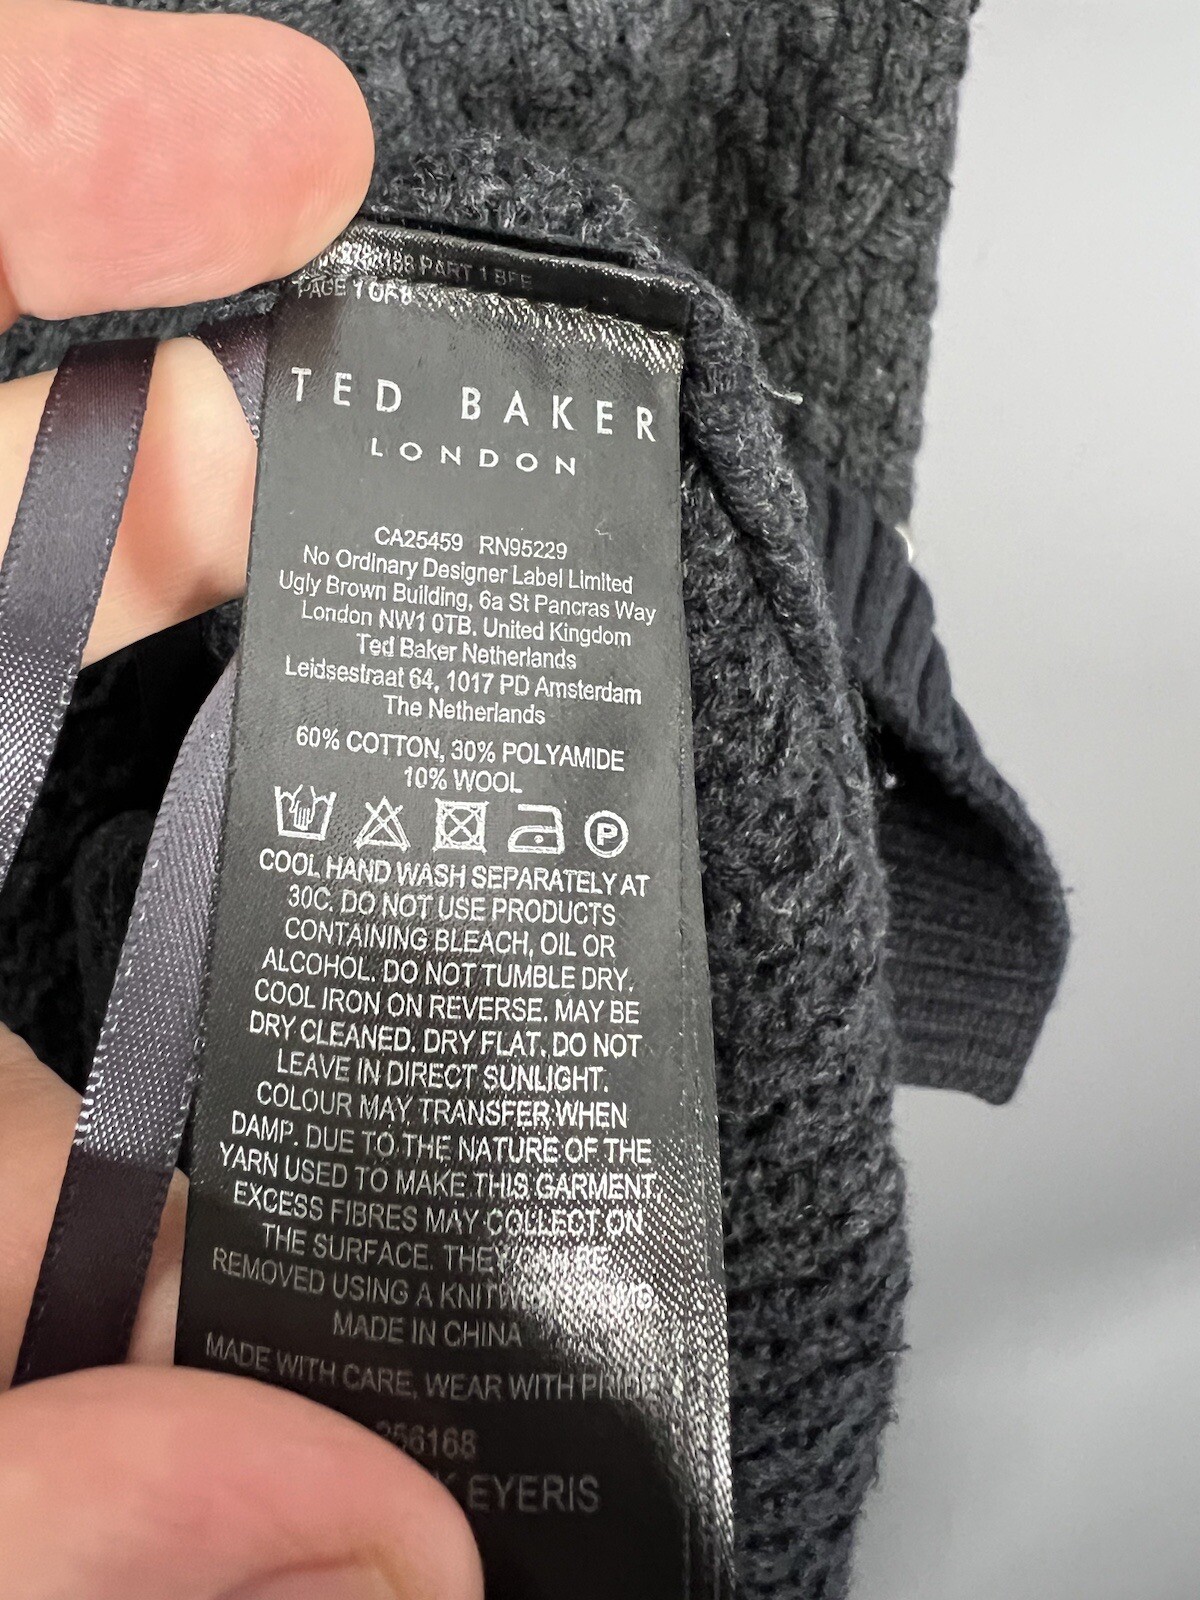 PART 1 BFE
PAGE 1 OF 8
TED BAKER
LONDON
CA25459 RN95229
No Ordinary Designer Label Limited
Ugly Brown Building, 6a St Pancras Way
London NW1 0TB. United Kingdom
Ted Baker Netherlands
Leidsestraat 64, 1017 PD Amsterdam
The Netherlands
60% COTTON, 30% POLYAMIDE
10% WOOL
P
COOL HAND WASH SEPARATELY AT
30C. DO NOT USE PRODUCTS
CONTAINING BLEACH, OIL OR
ALCOHOL. DO NOT TUMBLE DRY.
COOL IRON ON REVERSE. MAY BE
DRY CLEANED. DRY FLAT. DO NOT
LEAVE IN DIRECT SUNLIGHT.
COLOUR MAY TRANSFER WHEN
DAMP. DUE TO THE NATURE OF THE
YARN USED TO MAKE THIS GARMENT,
EXCESS FIBRES MAY COLLECT ON
THE SURFACE. THEY CAN BE
REMOVED USING A
MADE IN CHINA
MADE WITH CARE, WEAR WITH PRIDE
256168
EYERIS